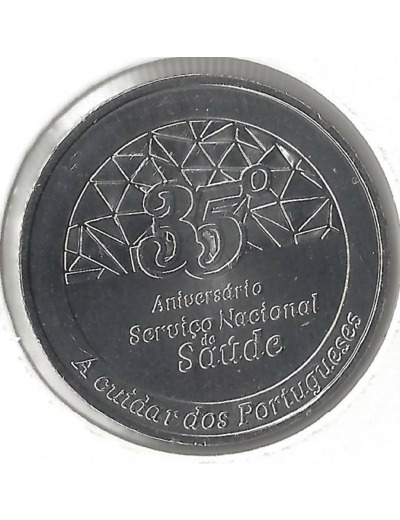 35º
Aniversário
Serviço Nacional
de
Saúde
A cuidar dos Portugueses